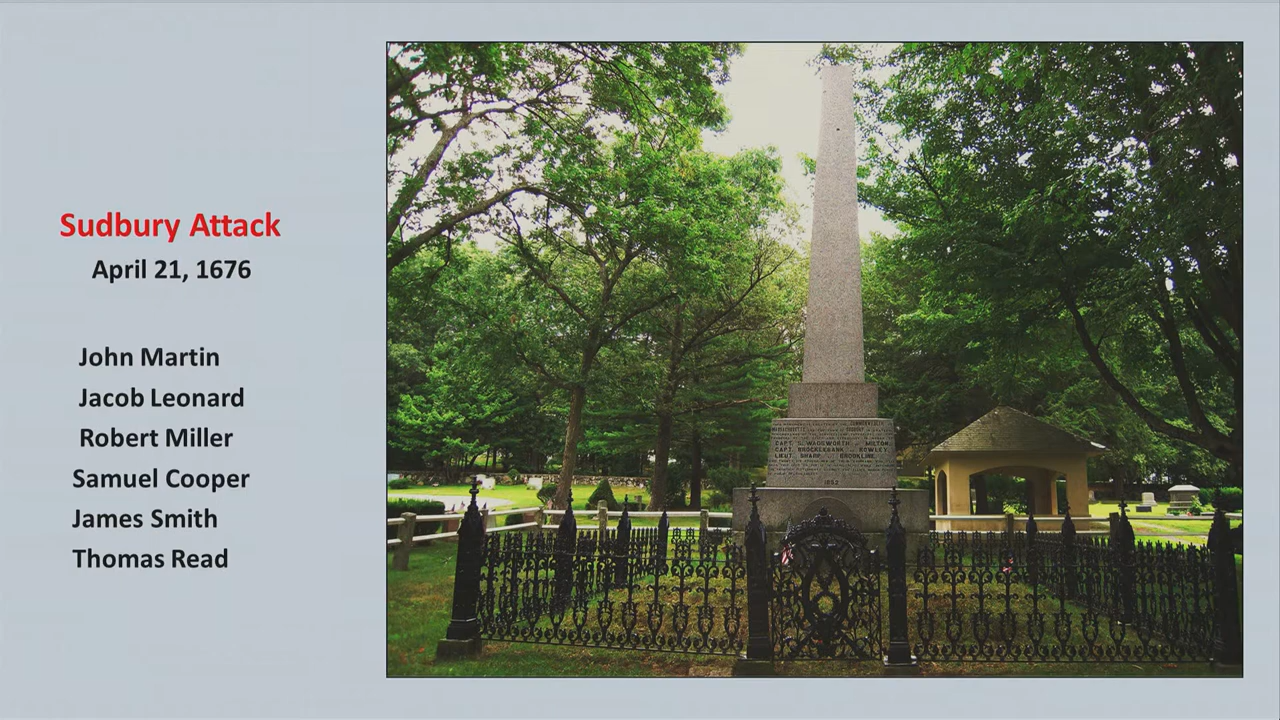 Sudbury Attack
April 21, 1676
John Martin
Jacob Leonard
Robert Miller
Samuel Cooper
James Smith
Thomas Read
CAPT. S. WADSWORTH MILTON
CAPT. BROCKLEBANK ROWLEY
LIEUT. SHARP BROOKLINE
1852